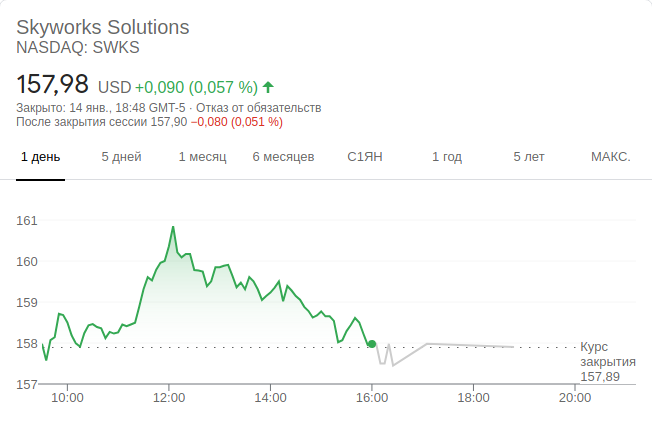 Skyworks Solutions
NASDAQ: SWKS
157,98 USD +0,090 (0,057 %)
Закрыто: 14 янв., 18:48 GMT-5 · Отказ от обязательств
После закрытия сессии 157,90 −0,080 (0,051 %)
1 день 5 дней 1 месяц 6 месяцев С1ЯН 1 год 5 лет МАКС.
161
160
159
158
Курс
закрытия
157,89
157
10:00 12:00 14:00 16:00 18:00 20:00